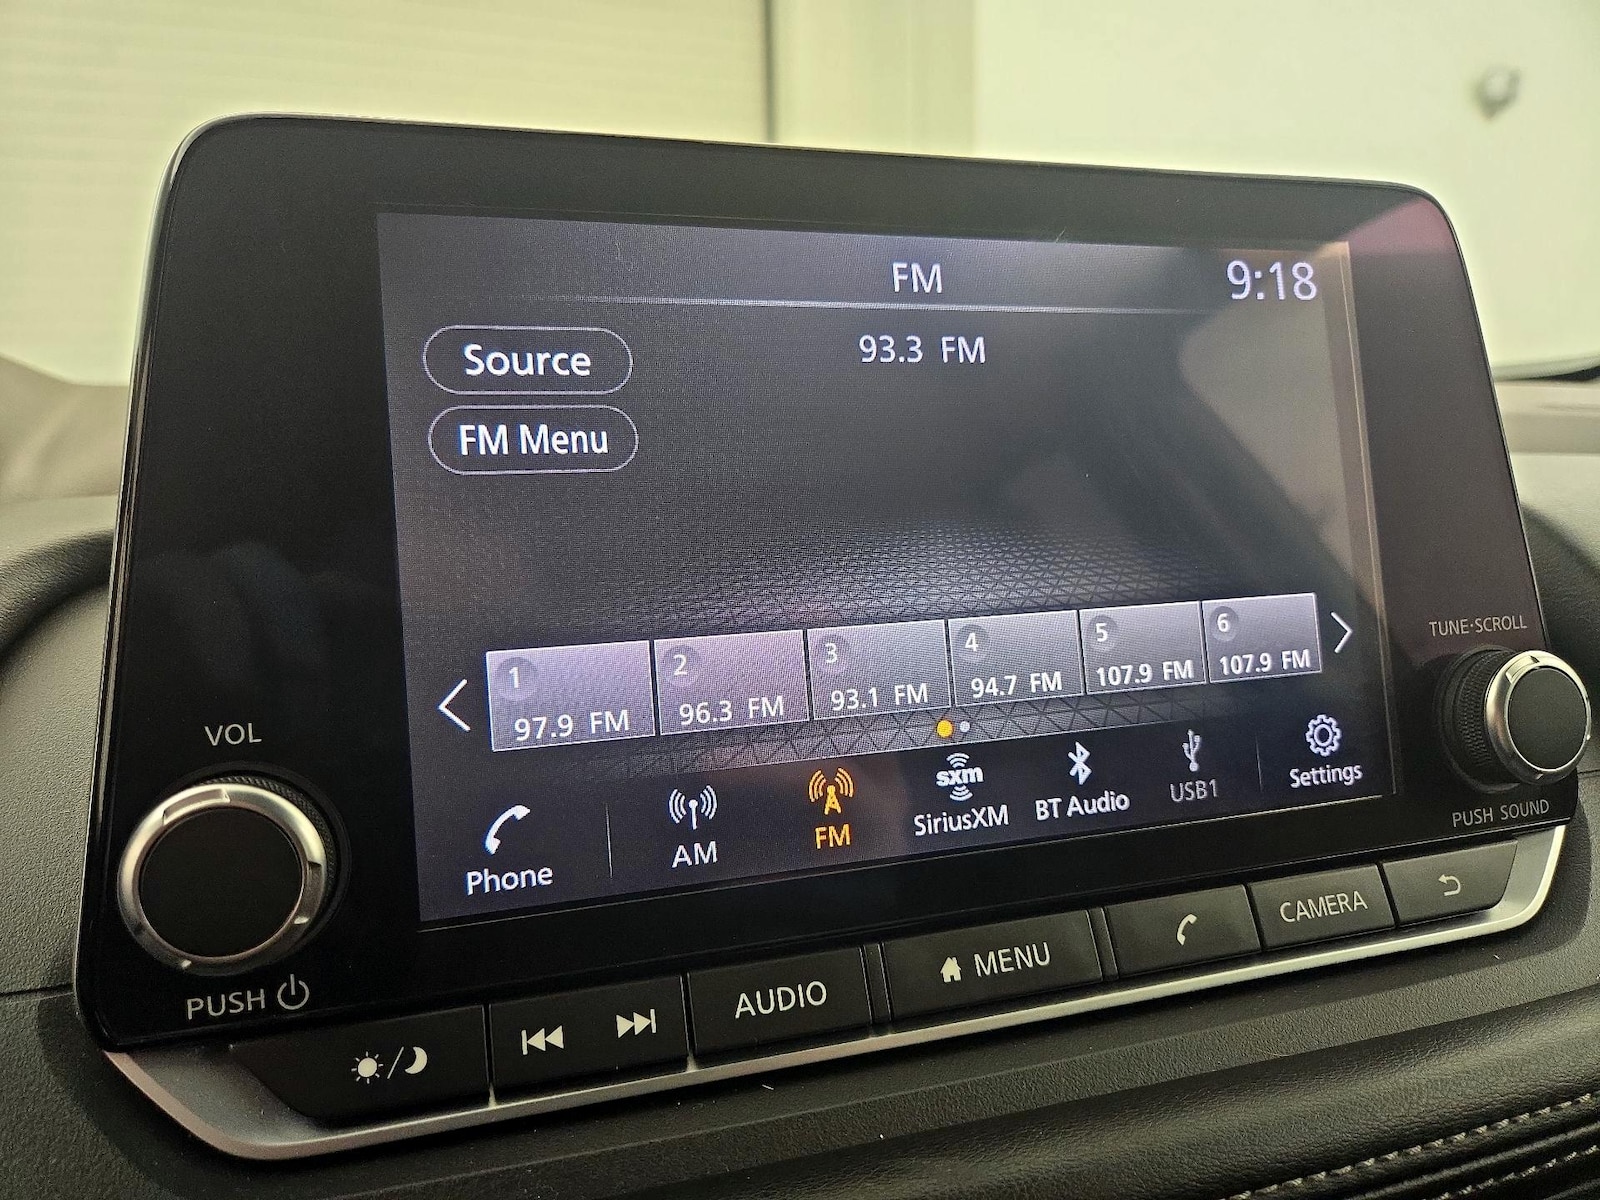 FM 9:18
Source
93.3 FM
FM Menu
1 2 3 4 5 6
97.9 FM 96.3 FM 93.1 FM 94.7 FM 107.9 FM 107.9 FM
Phone AM FM sxm SiriusXM BT Audio USB1 Settings
VOL
PUSH
TUNE·SCROLL
PUSH SOUND
AUDIO MENU CAMERA